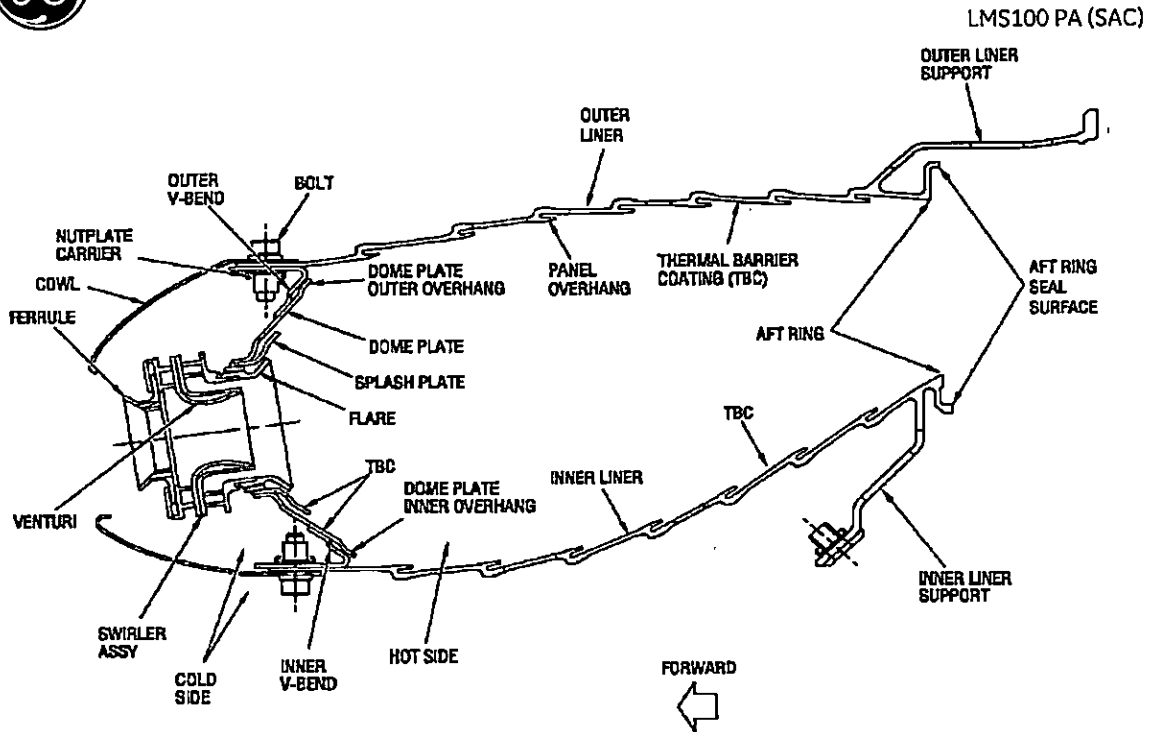 LMS100 PA (SAC)
OUTER LINER
SUPPORT
OUTER
LINER
OUTER
V-BEND
BOLT
NUTPLATE
CARRIER
COWL
FERRULE
DOME PLATE
OUTER OVERHANG
PANEL
OVERHANG
THERMAL BARRIER
COATING (TBC)
AFT RING
SEAL
SURFACE
AFT RING
DOME PLATE
SPLASH PLATE
FLARE
TBC
TBC
DOME PLATE
INNER OVERHANG
INNER LINER
VENTURI
SWIRLER
ASSY
COLD
SIDE
INNER
V-BEND
HOT SIDE
INNER LINER
SUPPORT
FORWARD